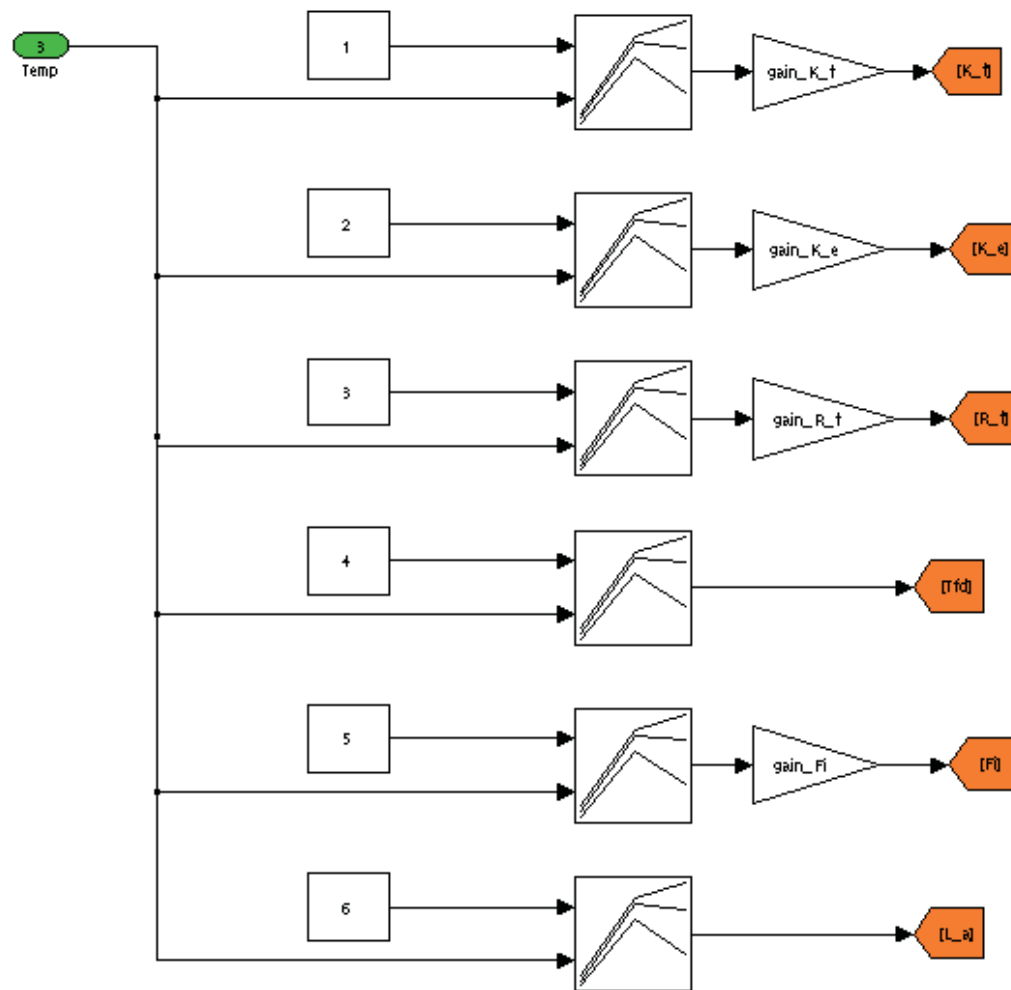 3
Temp
1
gain_K_t
[K_t]
2
gain_K_e
[K_e]
3
gain_R_t
[R_t]
4
[Tfd]
5
gain_Fi
[Fi]
6
[L_a]